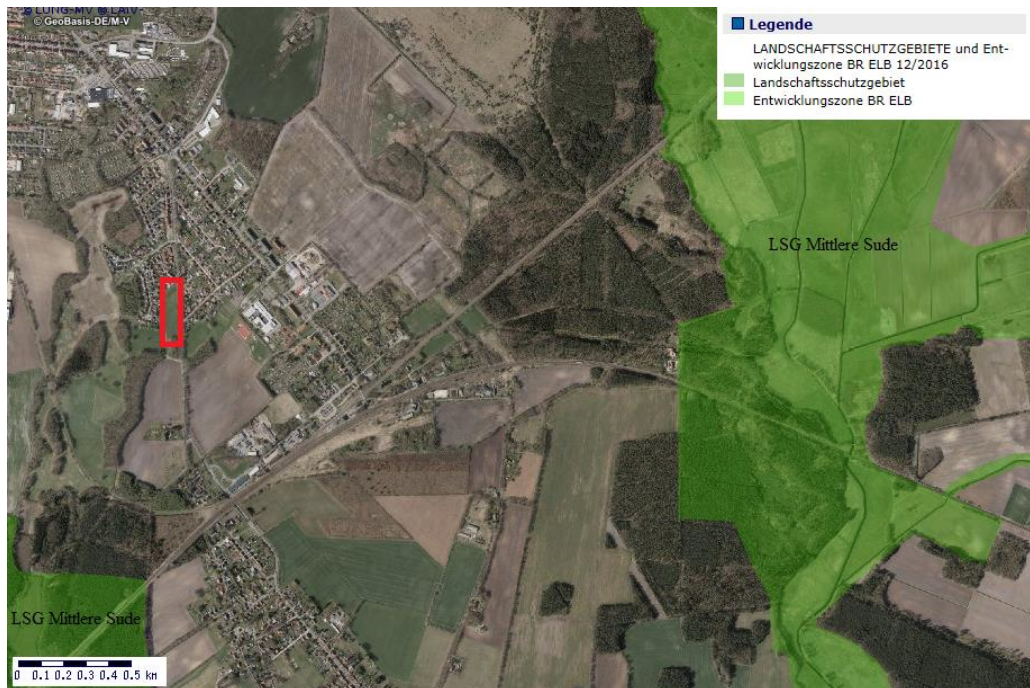 © LUNG-MV © LAIV-
© GeoBasis-DE/M-V
Legende
LANDSCHAFTSSCHUTZGEBIETE und Ent-
wicklungszone BR ELB 12/2016
Landschaftsschutzgebiet
Entwicklungszone BR ELB
LSG Mittlere Sude
LSG Mittlere Sude
0 0.1 0.2 0.3 0.4 0.5 km